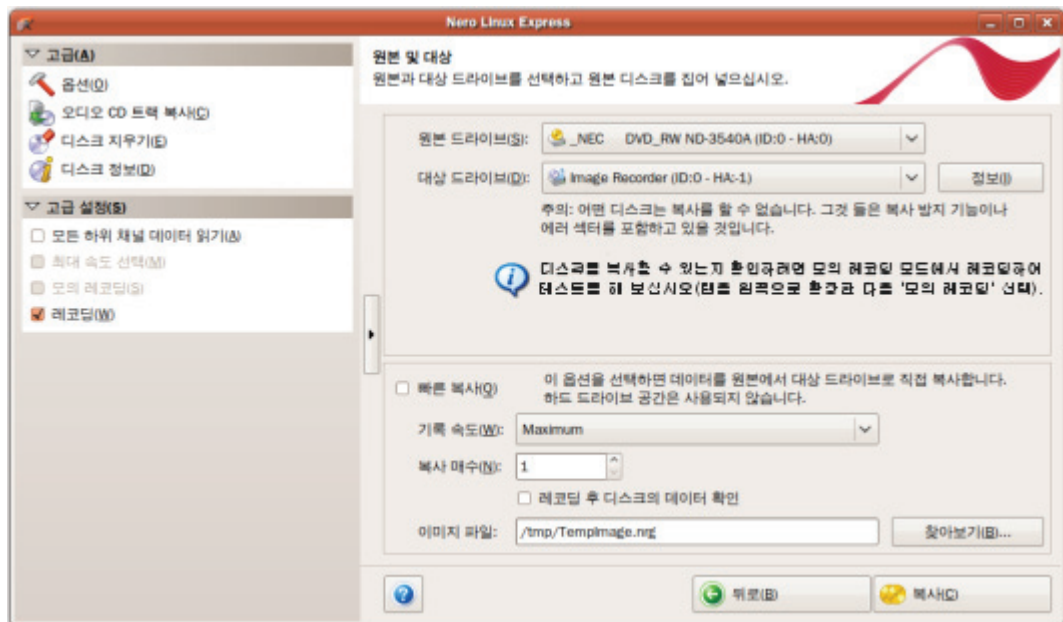 Nero Linux Express
고급(A)
옵션(O)
오디오 CD 트랙 복사(C)
디스크 지우기(E)
디스크 정보(D)
고급 설정(S)
모든 하위 채널 데이터 읽기(A)
최대 속도 선택(M)
모의 레코딩(S)
레코딩(W)
원본 및 대상
원본과 대상 드라이브를 선택하고 원본 디스크를 집어 넣으십시오.
원본 드라이브(S): _NEC DVD_RW ND-3540A (ID:0 - HA:0)
대상 드라이브(D): Image Recorder (ID:0 - HA:-1) 정보(I)
주의: 어떤 디스크는 복사를 할 수 없습니다. 그것 들은 복사 방지 기능이나
에러 섹터를 포함하고 있을 것입니다.
디스크를 복사할 수 있는지 확인하려면 모의 레코딩 모드에서 레코딩하여
테스트를 해 보십시오(탭을 왼쪽으로 확장한 다음 '모의 레코딩' 선택).
빠른 복사(Q) 이 옵션을 선택하면 데이터를 원본에서 대상 드라이브로 직접 복사합니다.
하드 드라이브 공간은 사용되지 않습니다.
기록 속도(W): Maximum
복사 매수(N): 1
레코딩 후 디스크의 데이터 확인
이미지 파일: /tmp/TempImage.nrg 찾아보기(B)...
뒤로(B) 복사(C)